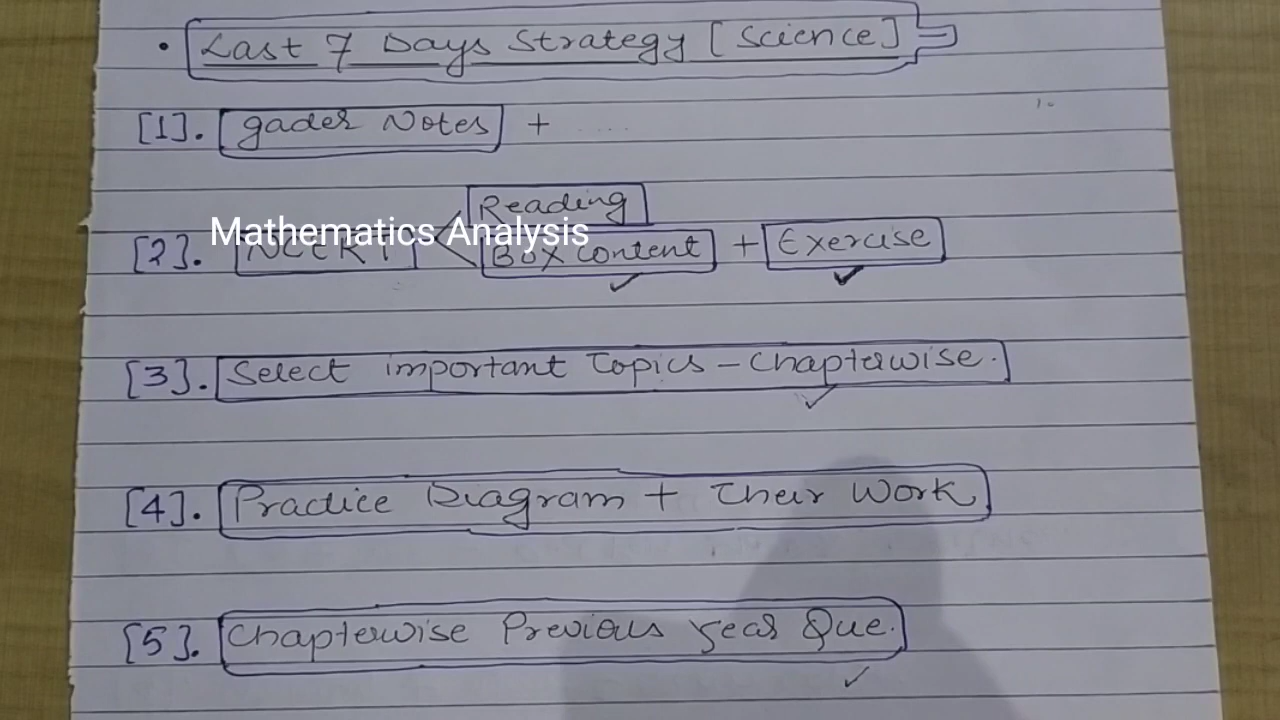 • Last 7 Days Strategy [Science]
[1]. gader Notes +
Reading
Mathematics Analysis
[2]. NCERT Box content + Exercise
[3]. Select important Topics - Chapterwise.
[4]. Practice Diagram + Their Work
[5]. Chapterwise Previous year Que.